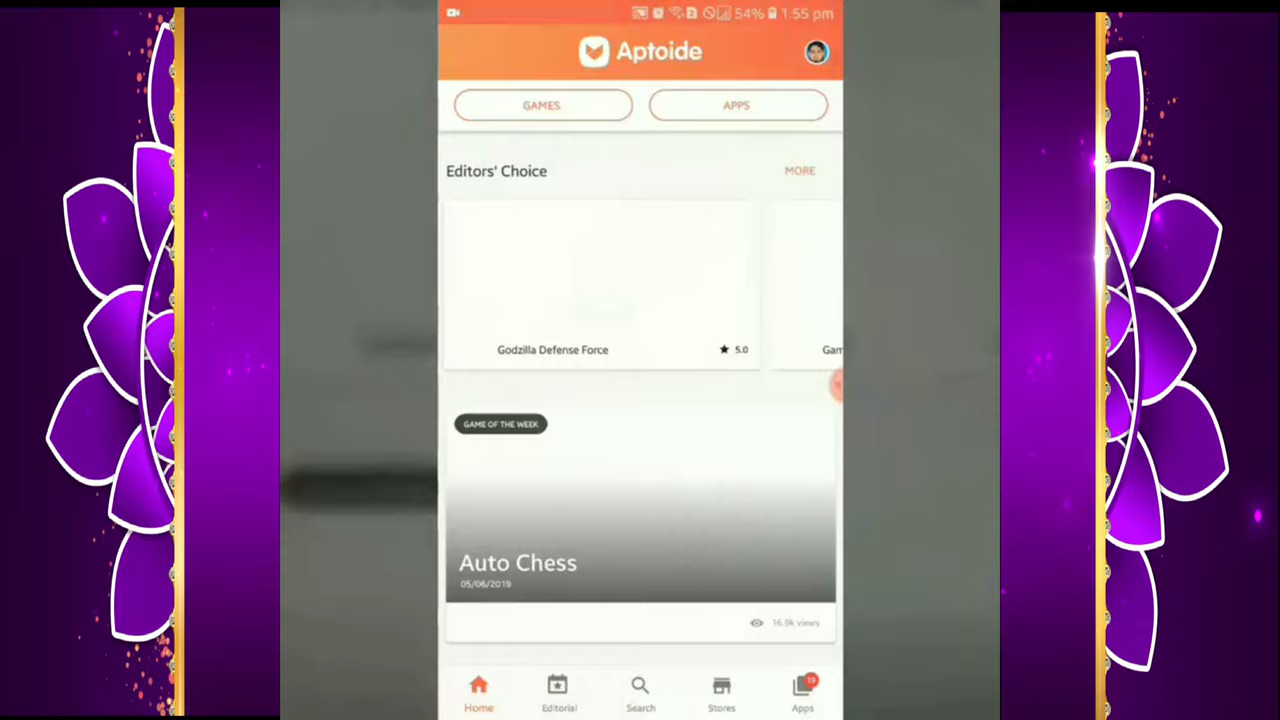 54% 1.55 pm
Aptoide
GAMES APPS
Editors' Choice MORE
Godzilla Defense Force ★ 5.0
GAME OF THE WEEK
Auto Chess
05/06/2019
16.9k views
19
Home Editorial Search Stores Apps